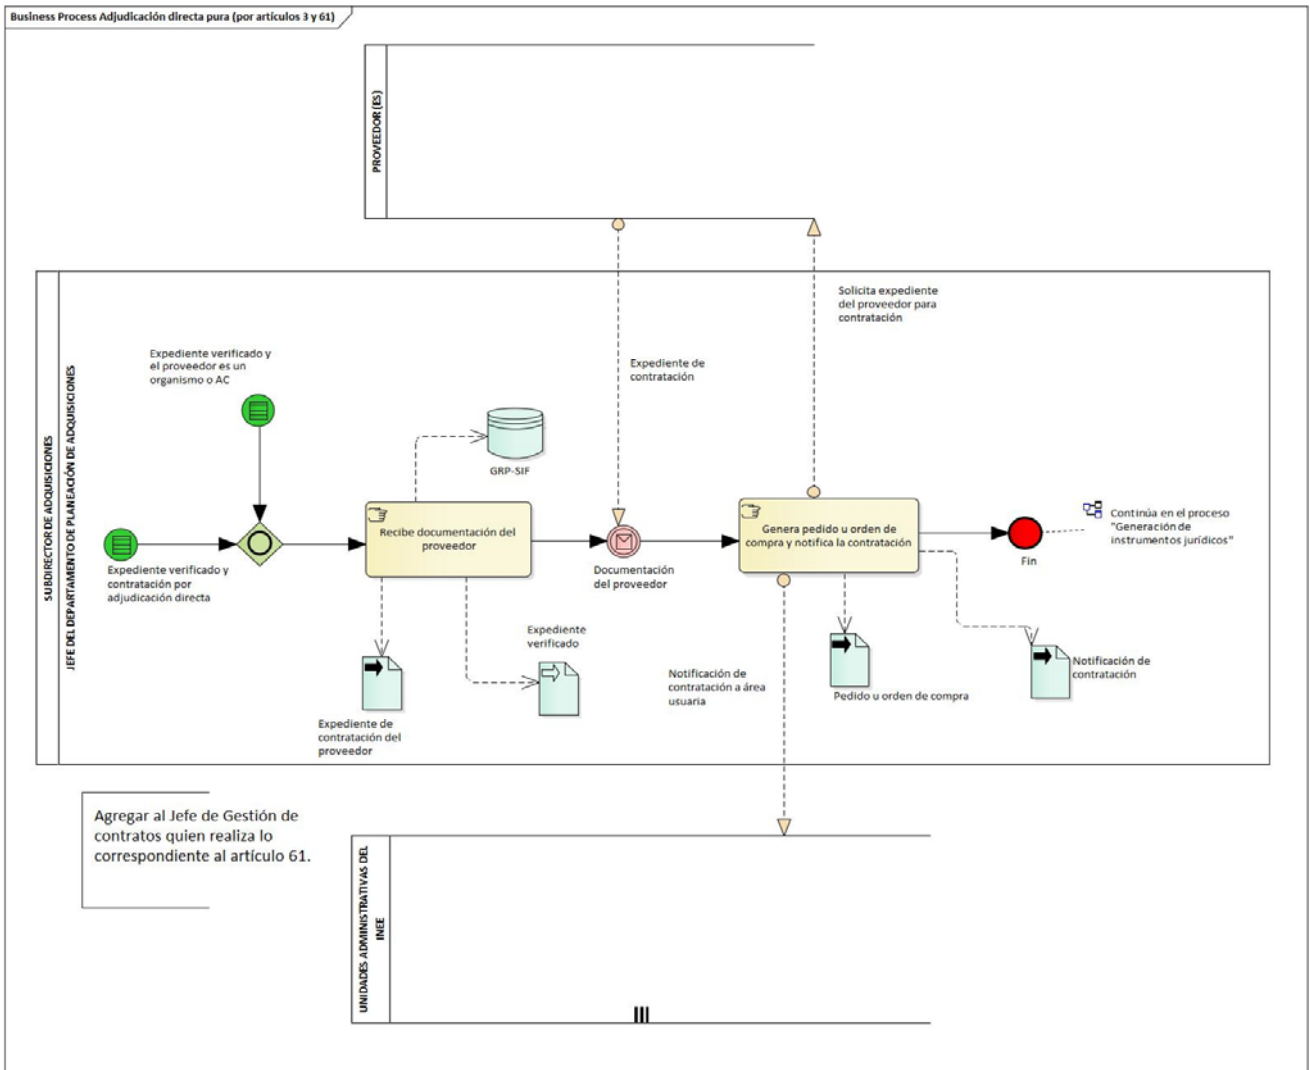 Business Process Adjudicación directa pura (por artículos 3 y 61)
PROVEEDOR(ES)
SUBDIRECTOR DE ADQUISICIONES
JEFE DEL DEPARTAMENTO DE PLANEACIÓN DE ADQUISICIONES
Solicita expediente
del proveedor para
contratación
Expediente verificado y
el proveedor es un
organismo o AC
Expediente de
contratación
GRP-SIF
Recibe documentación del
proveedor
Genera pedido u orden de
compra y notifica la contratación
Continúa en el proceso
"Generación de
instrumentos jurídicos"
Fin
Expediente verificado y
contratación por
adjudicación directa
Documentación
del proveedor
Expediente
verificado
Notificación de
contratación a área
usuaria
Notificación de
contratación
Pedido u orden de compra
Expediente de
contratación del
proveedor
Agregar al Jefe de Gestión de
contratos quien realiza lo
correspondiente al artículo 61.
UNIDADES ADMINISTRATIVAS DEL
INEE